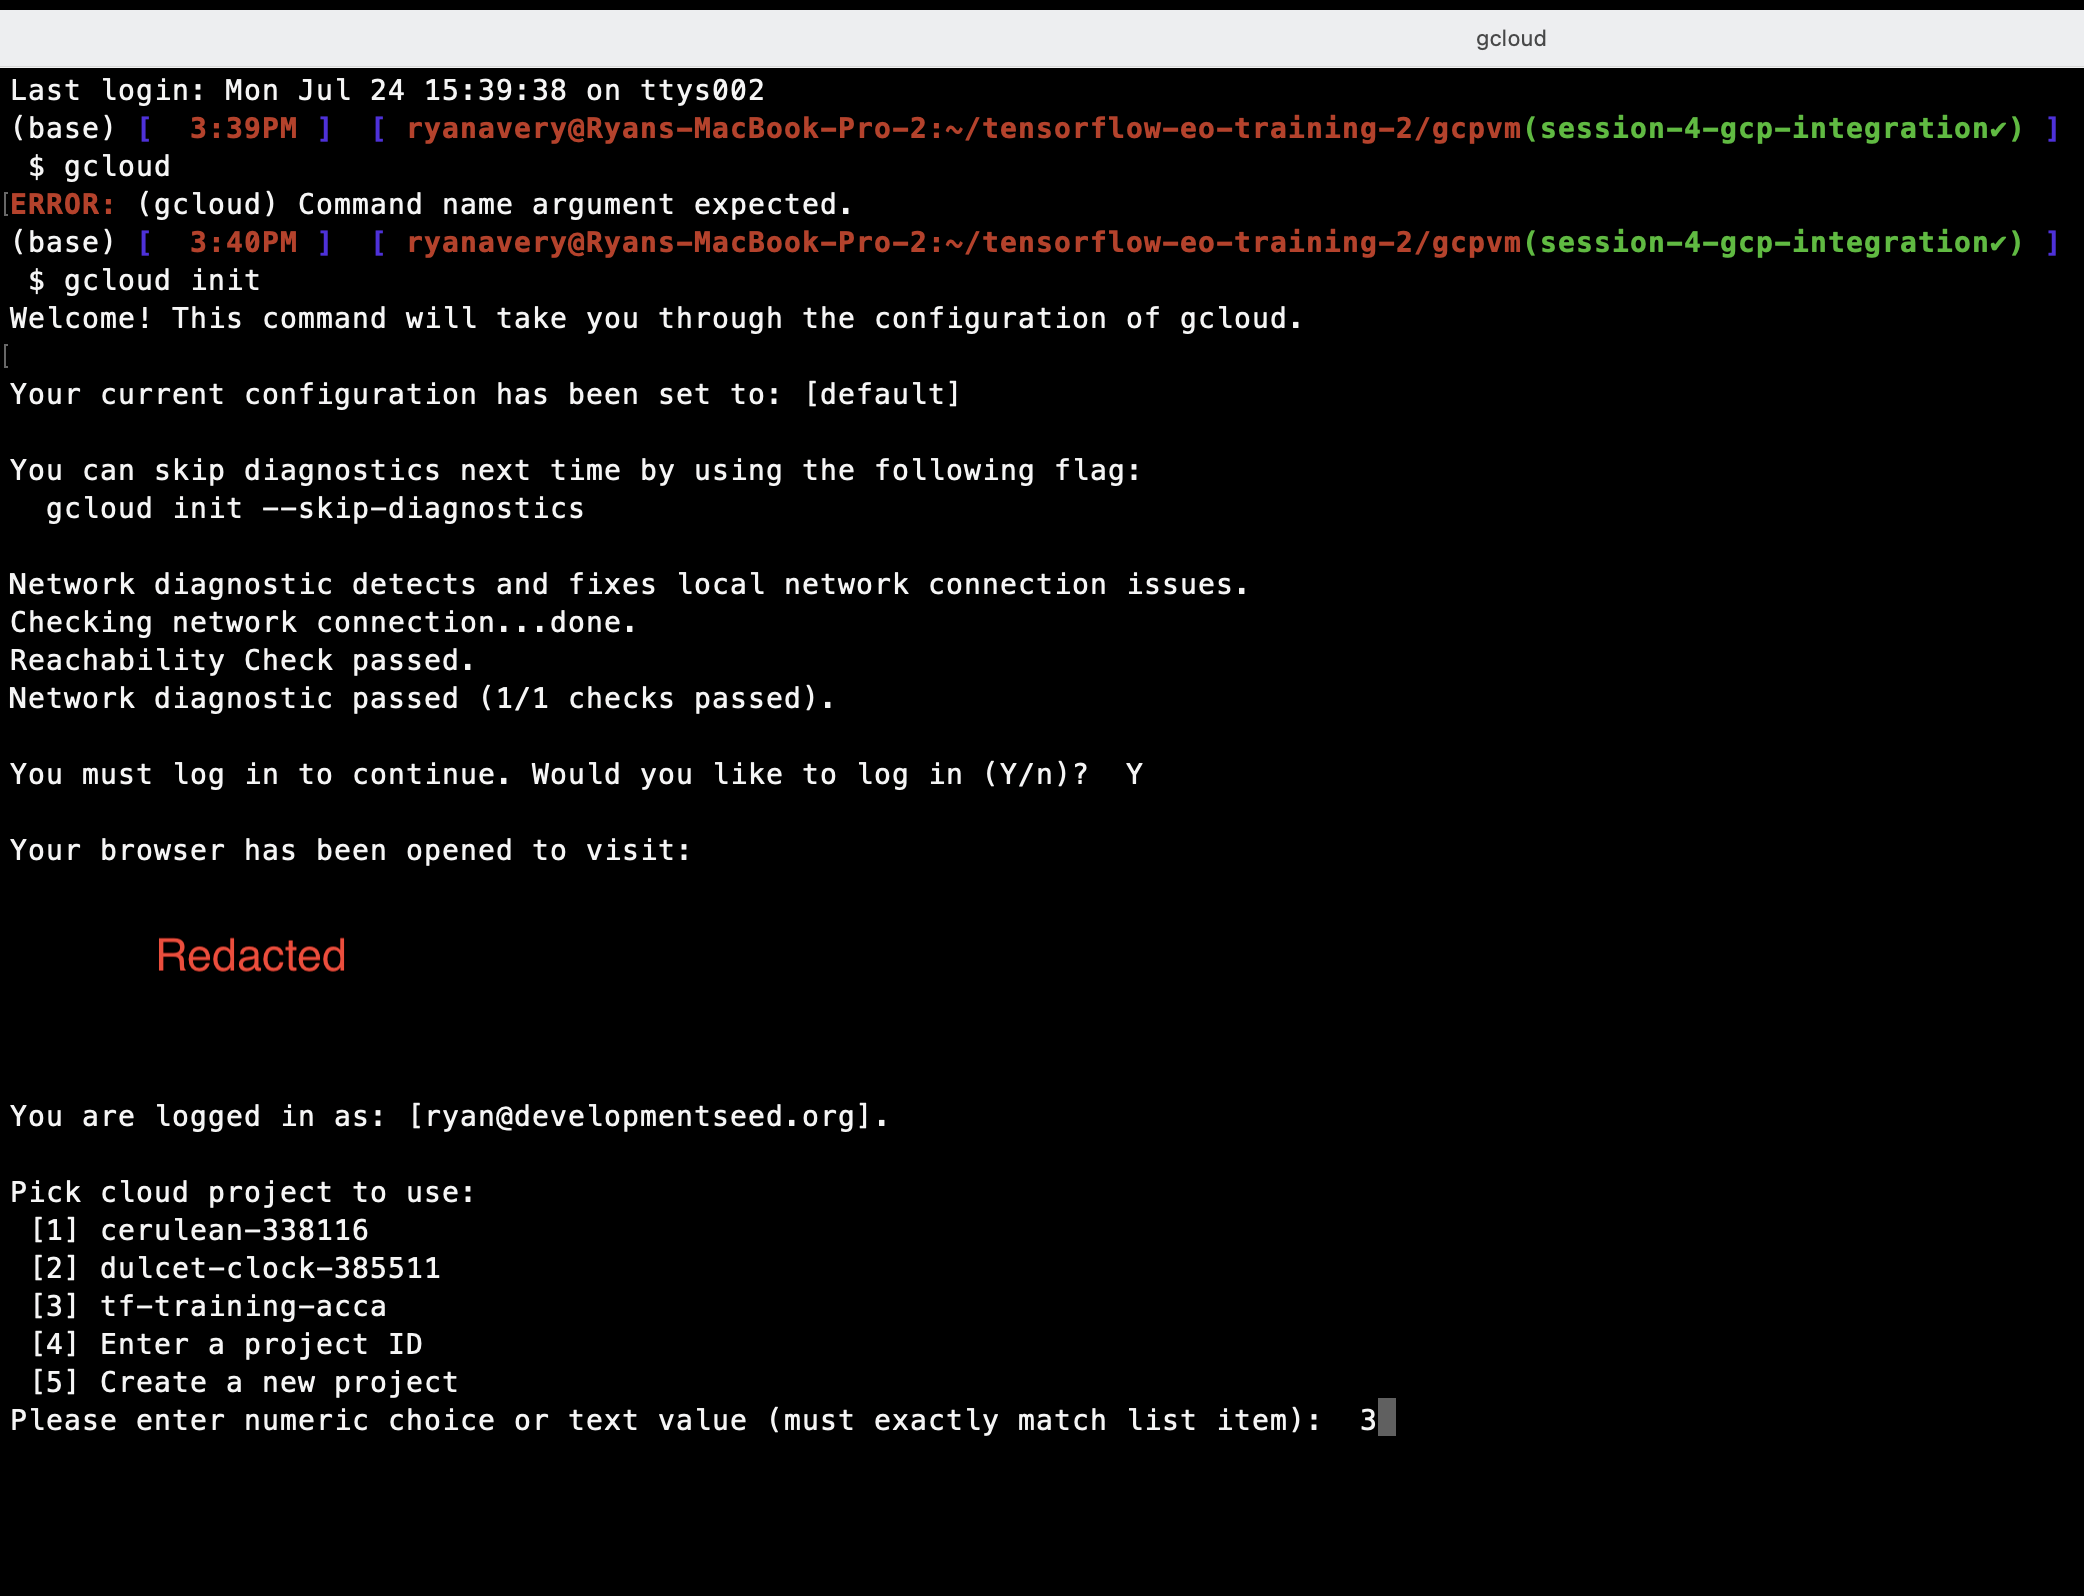 gcloud
Last login: Mon Jul 24 15:39:38 on ttys002
(base) [  3:39PM ]  [ ryanavery@Ryans-MacBook-Pro-2:~/tensorflow-eo-training-2/gcpvm(session-4-gcp-integration✔) ]
 $ gcloud
[ERROR: (gcloud) Command name argument expected.
(base) [  3:40PM ]  [ ryanavery@Ryans-MacBook-Pro-2:~/tensorflow-eo-training-2/gcpvm(session-4-gcp-integration✔) ]
 $ gcloud init
Welcome! This command will take you through the configuration of gcloud.
[
Your current configuration has been set to: [default]
You can skip diagnostics next time by using the following flag:
  gcloud init --skip-diagnostics
Network diagnostic detects and fixes local network connection issues.
Checking network connection...done.
Reachability Check passed.
Network diagnostic passed (1/1 checks passed).
You must log in to continue. Would you like to log in (Y/n)?  Y
Your browser has been opened to visit:
Redacted
You are logged in as: [ryan@developmentseed.org].
Pick cloud project to use:
 [1] cerulean-338116
 [2] dulcet-clock-385511
 [3] tf-training-acca
 [4] Enter a project ID
 [5] Create a new project
Please enter numeric choice or text value (must exactly match list item):  3